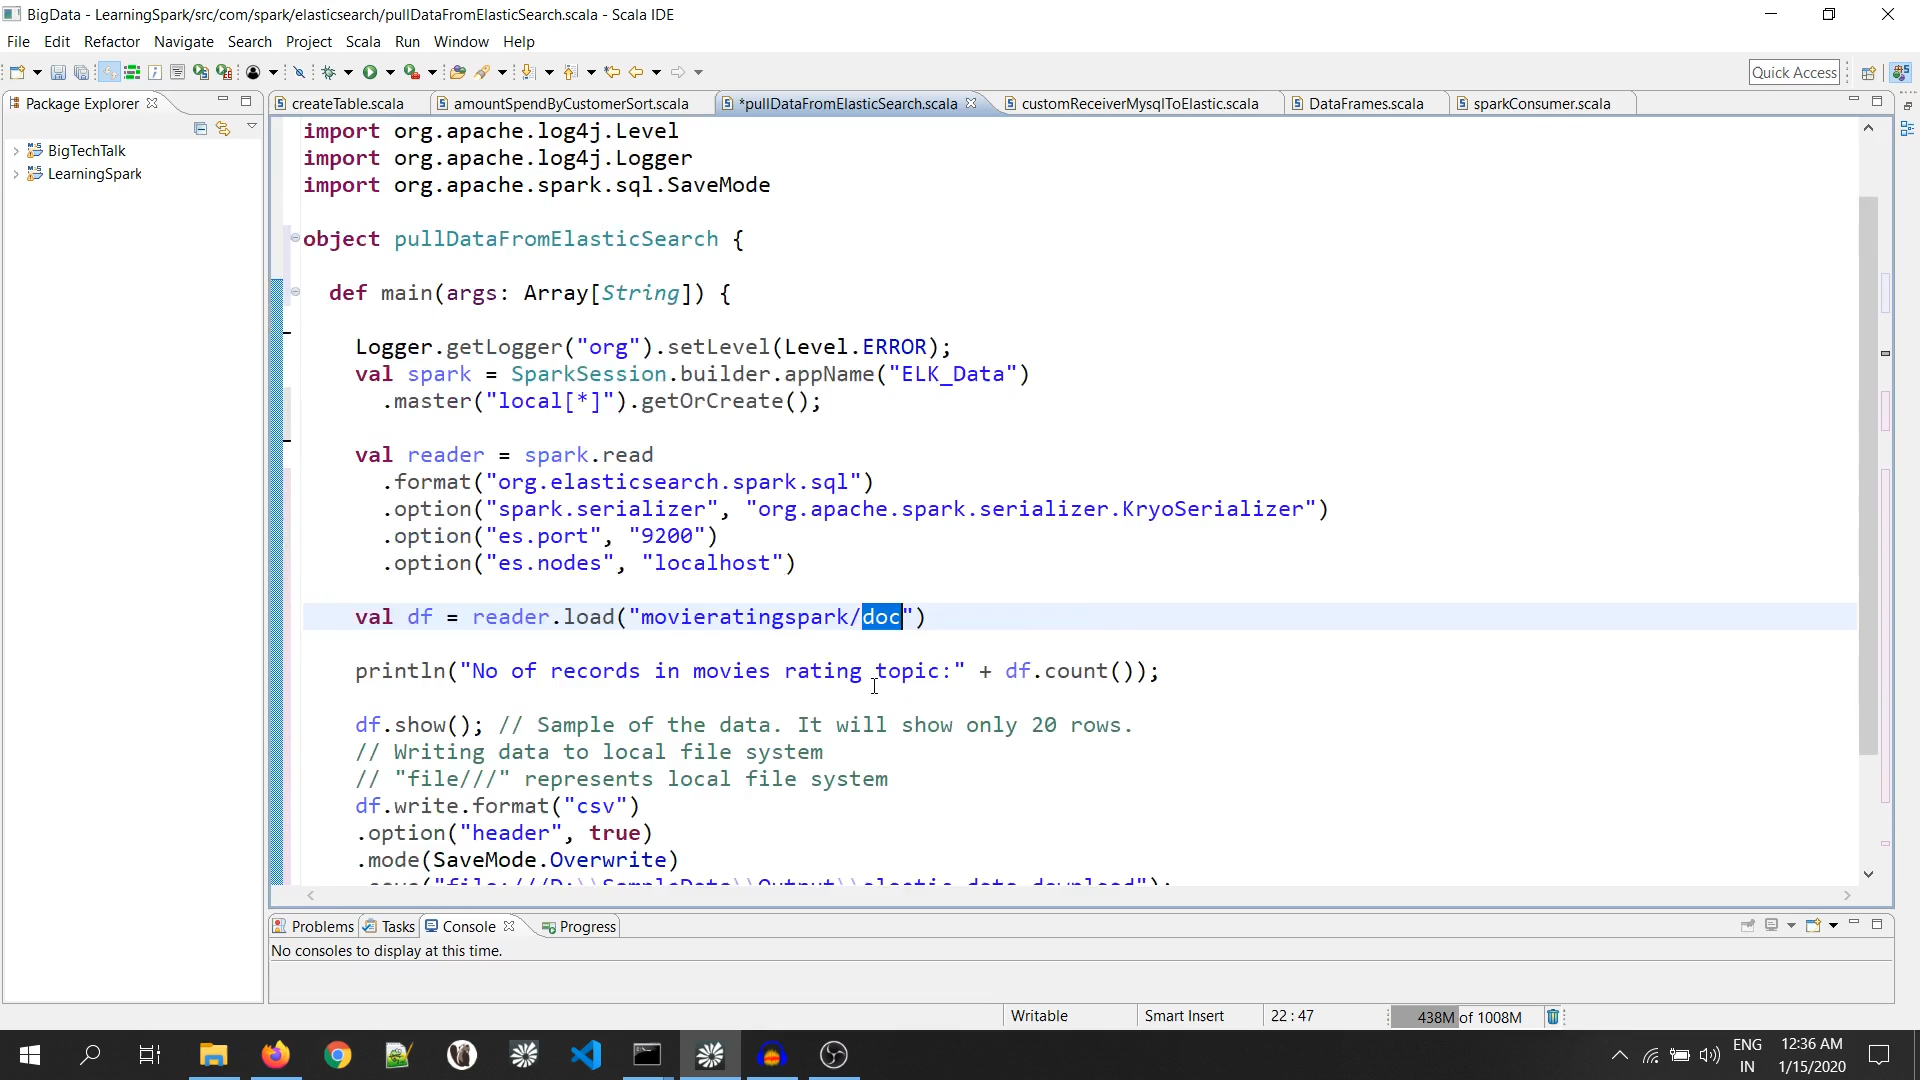 BigData - LearningSpark/src/com/spark/elasticsearch/pullDataFromElasticSearch.scala - Scala IDE
File Edit Refactor Navigate Search Project Scala Run Window Help
Quick Access
Package Explorer
BigTechTalk
LearningSpark
createTable.scala amountSpendByCustomerSort.scala *pullDataFromElasticSearch.scala customReceiverMysqlToElastic.scala DataFrames.scala sparkConsumer.scala
import org.apache.log4j.Level
import org.apache.log4j.Logger
import org.apache.spark.sql.SaveMode
object pullDataFromElasticSearch {
def main(args: Array[String]) {
Logger.getLogger("org").setLevel(Level.ERROR);
val spark = SparkSession.builder.appName("ELK_Data")
.master("local[*]").getOrCreate();
val reader = spark.read
.format("org.elasticsearch.spark.sql")
.option("spark.serializer", "org.apache.spark.serializer.KryoSerializer")
.option("es.port", "9200")
.option("es.nodes", "localhost")
val df = reader.load("movieratingspark/doc")
println("No of records in movies rating topic:" + df.count());
df.show(); // Sample of the data. It will show only 20 rows.
// Writing data to local file system
// "file///" represents local file system
df.write.format("csv")
.option("header", true)
.mode(SaveMode.Overwrite)
.save("file:///D:\\SampleData\\Output\\elastic_data_download");
Problems Tasks Console Progress
No consoles to display at this time.
Writable Smart Insert 22 : 47 438M of 1008M
ENG
IN
12:36 AM
1/15/2020